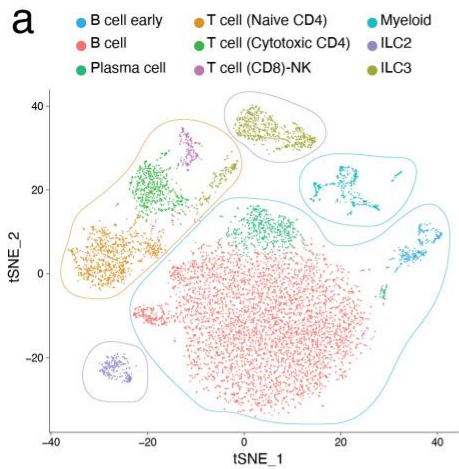 a
B cell early T cell (Naive CD4) Myeloid
B cell T cell (Cytotoxic CD4) ILC2
Plasma cell T cell (CD8)-NK ILC3
40
20
0
−20
tSNE_2
−40 −20 0 20 40
tSNE_1